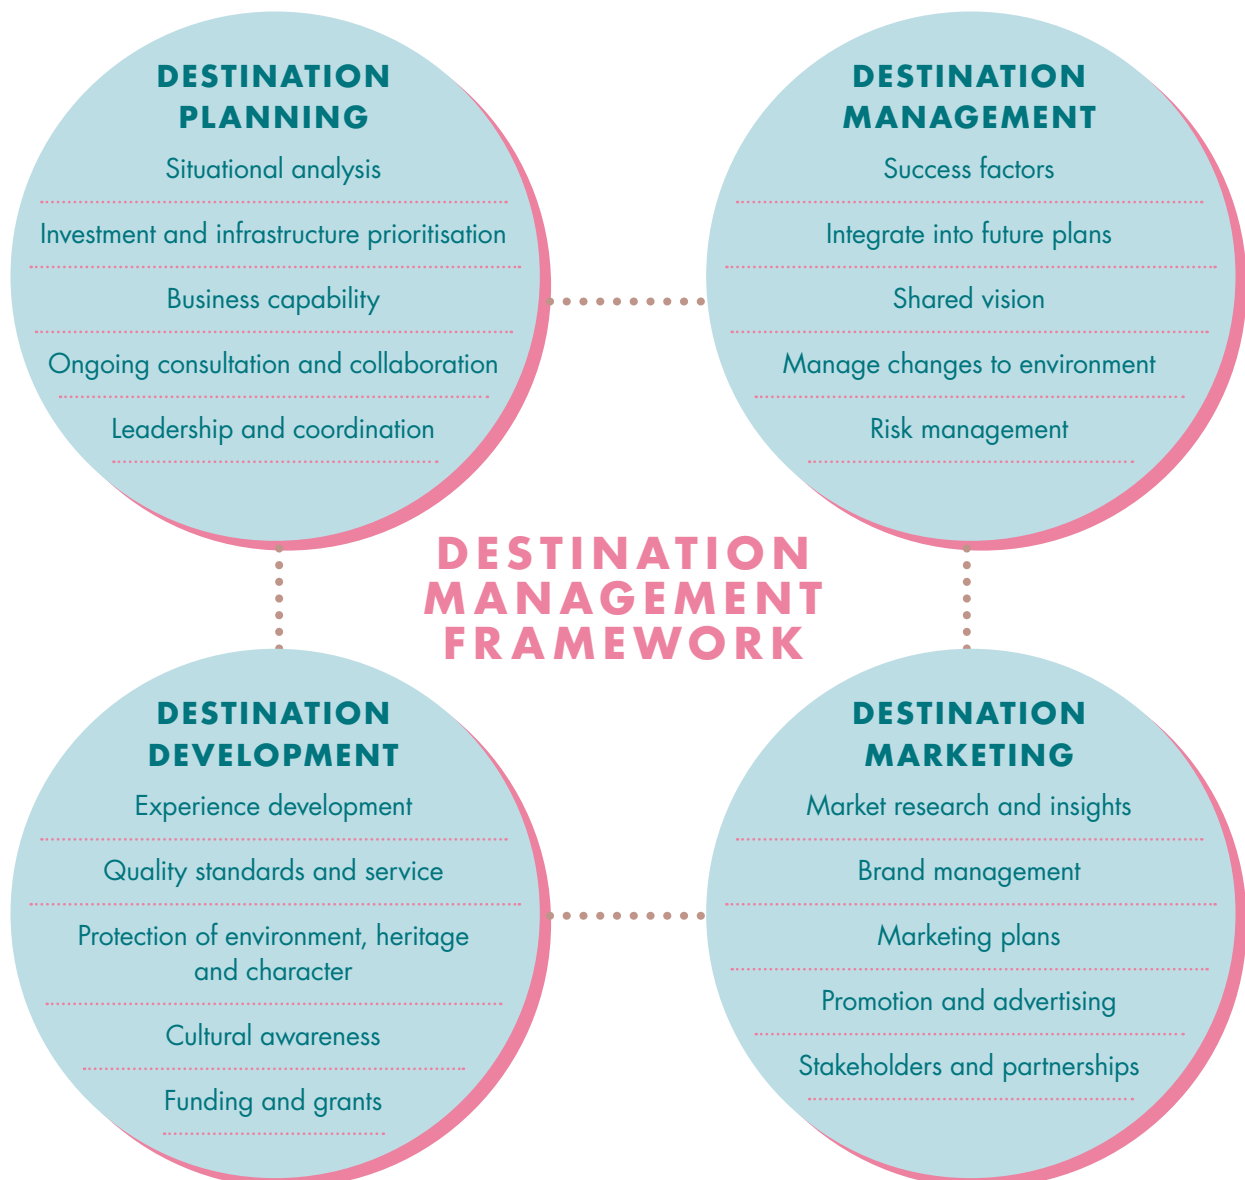 DESTINATION
PLANNING
Situational analysis
Investment and infrastructure prioritisation
Business capability
Ongoing consultation and collaboration
Leadership and coordination
DESTINATION
MANAGEMENT
Success factors
Integrate into future plans
Shared vision
Manage changes to environment
Risk management
DESTINATION
MANAGEMENT
FRAMEWORK
DESTINATION
DEVELOPMENT
Experience development
Quality standards and service
Protection of environment, heritage
and character
Cultural awareness
Funding and grants
DESTINATION
MARKETING
Market research and insights
Brand management
Marketing plans
Promotion and advertising
Stakeholders and partnerships